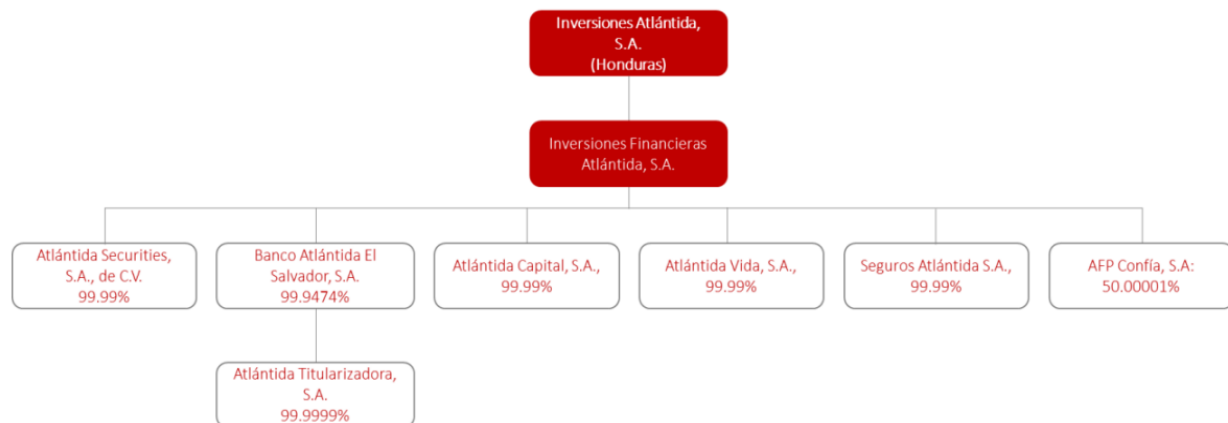 Inversiones Atlántida,
S.A.
(Honduras)
Inversiones Financieras
Atlántida, S.A.
Atlántida Securities,
S.A., de C.V.
99.99%
Banco Atlántida El
Salvador, S.A.
99.9474%
Atlántida Capital, S.A.,
99.99%
Atlántida Vida, S.A.,
99.99%
Seguros Atlántida S.A.,
99.99%
AFP Confía, S.A:
50.00001%
Atlántida Titularizadora,
S.A.
99.9999%